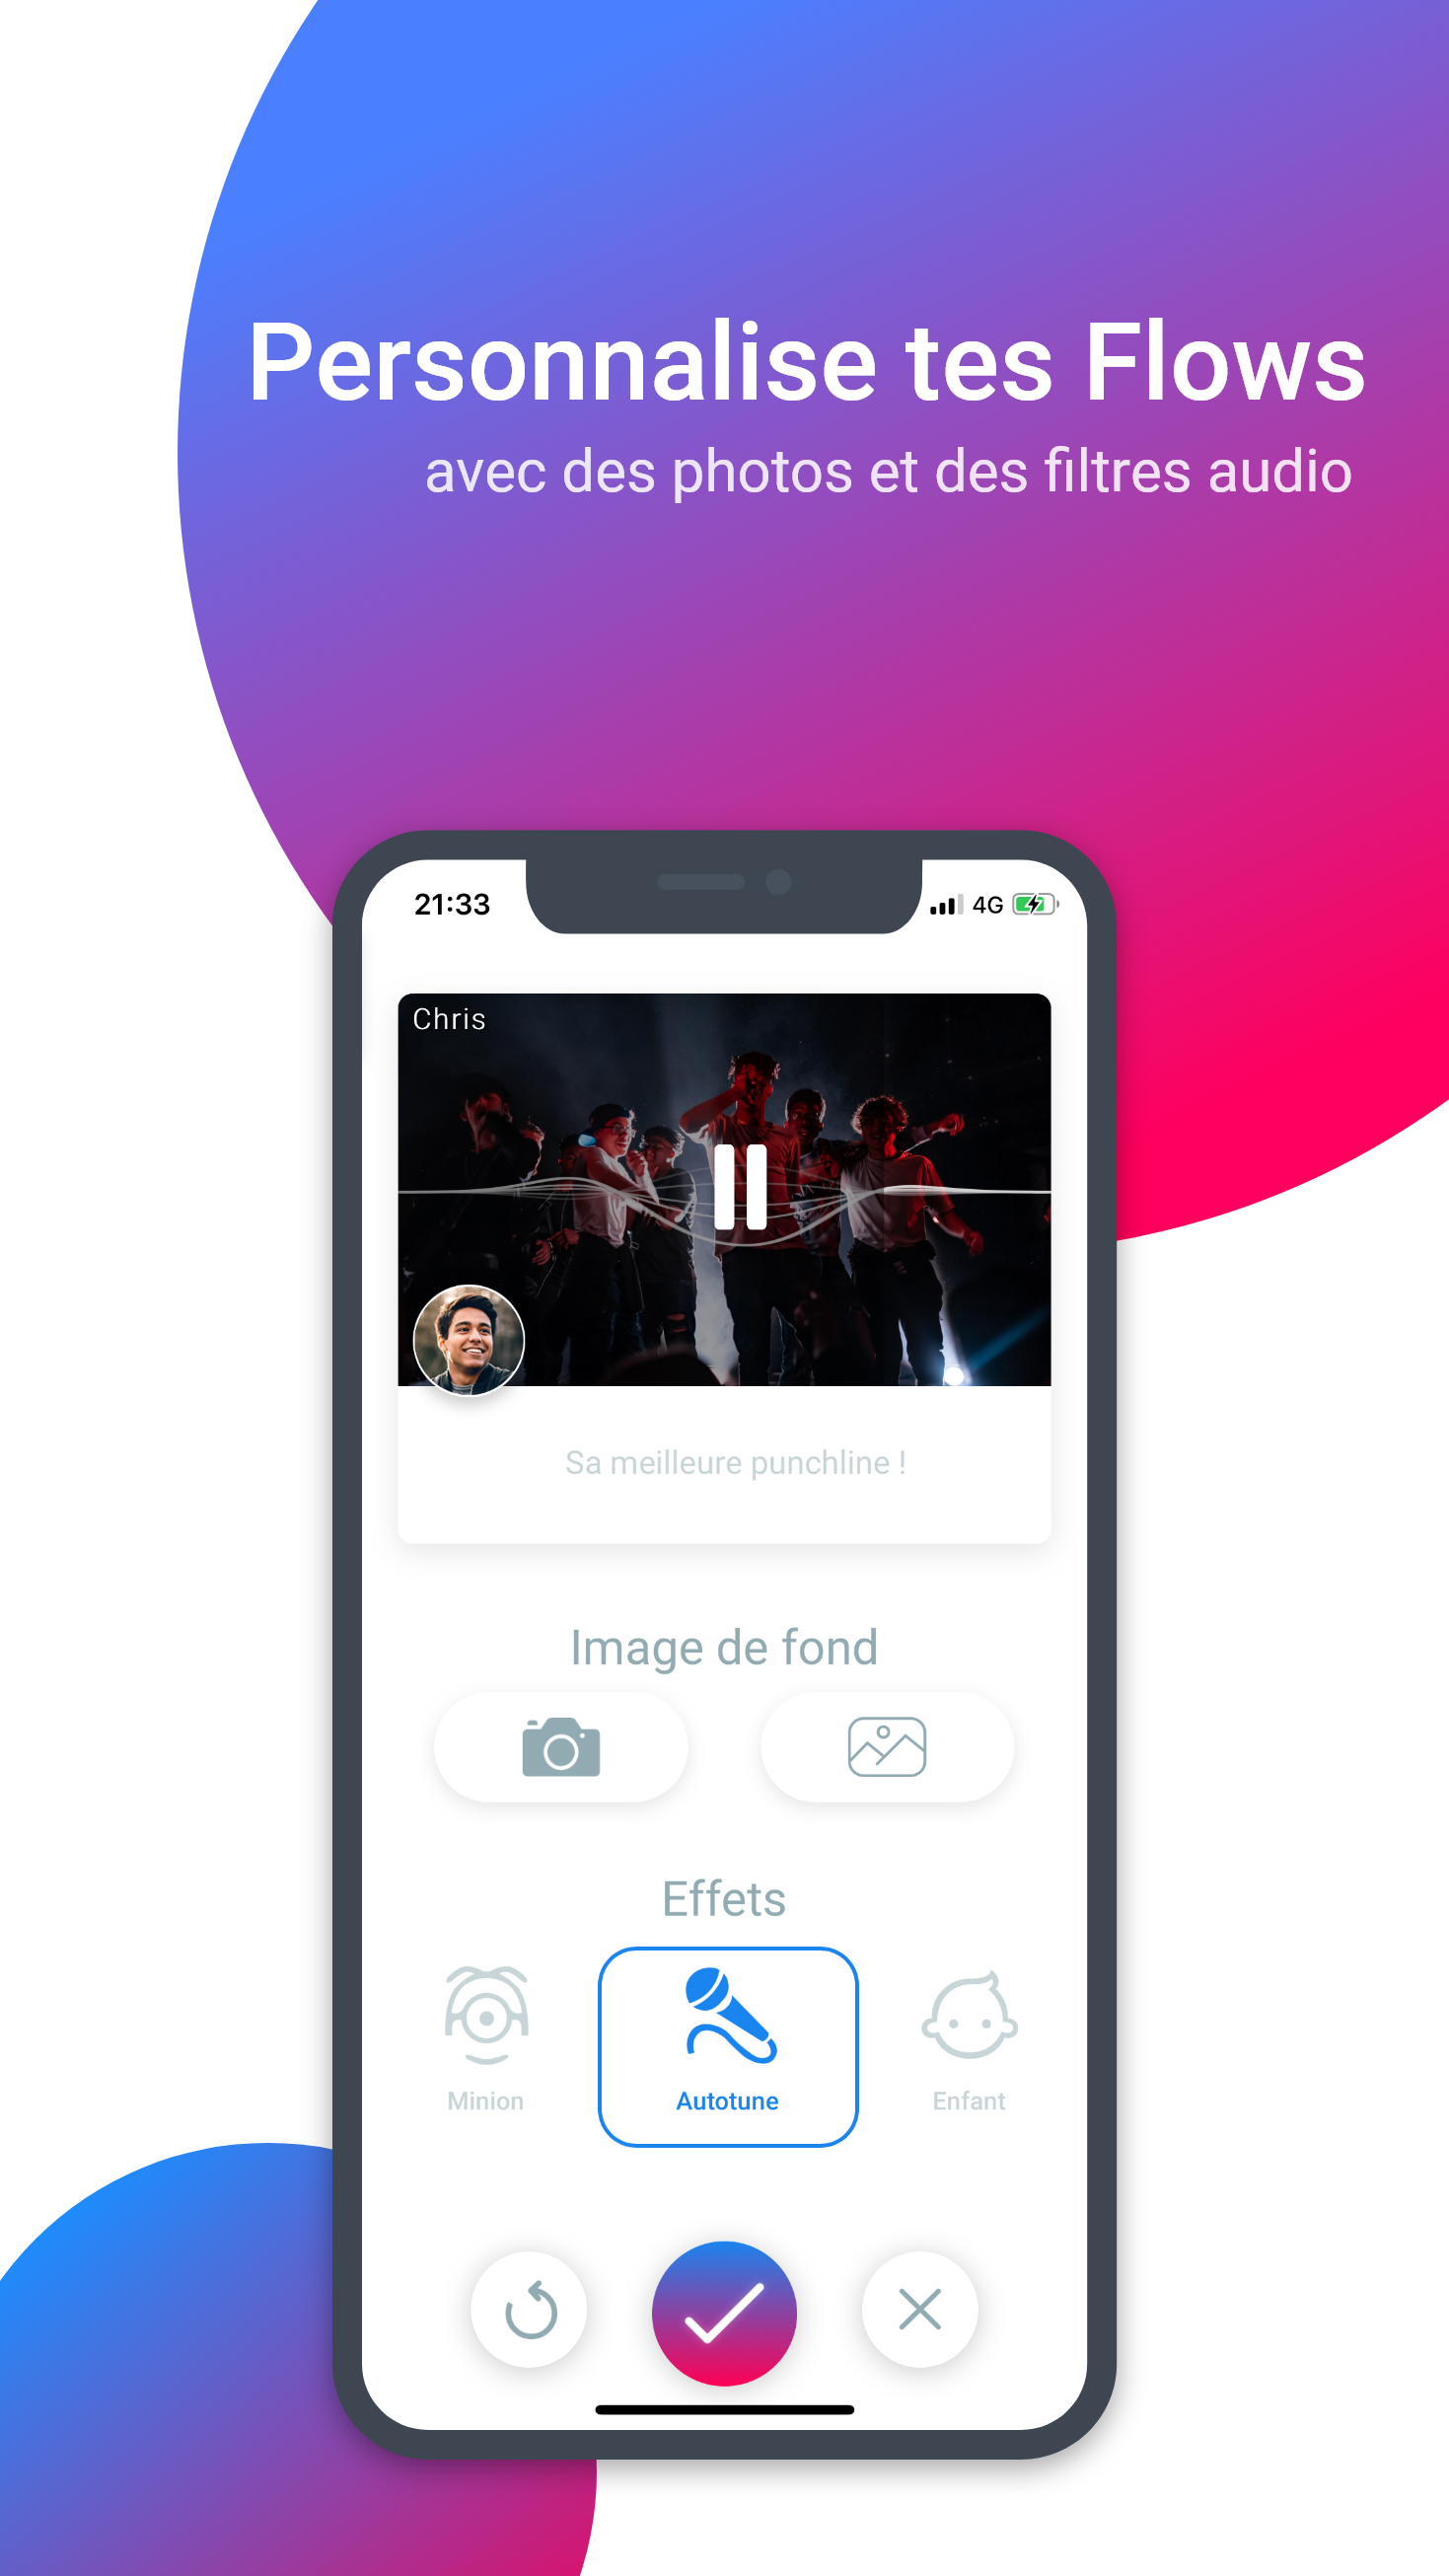 Personnalise tes Flows
avec des photos et des filtres audio
21:33
4G
Chris
Sa meilleure punchline !
Image de fond
Effets
Minion
Autotune
Enfant